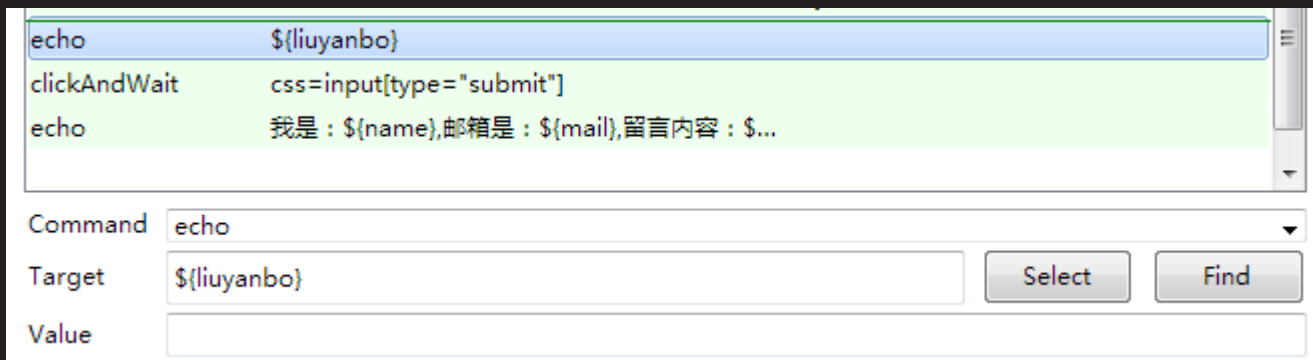 echo ${liuyanbo}
clickAndWait css=input[type="submit"]
echo 我是：${name},邮箱是：${mail},留言内容：$...
Command echo
Target ${liuyanbo} Select Find
Value